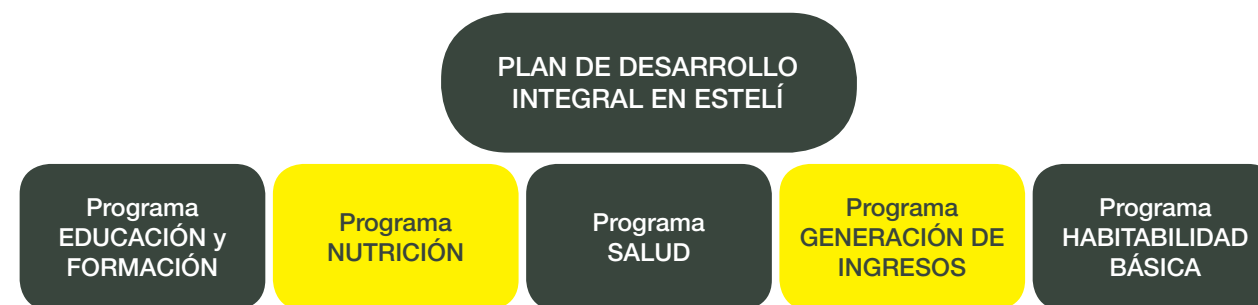 PLAN DE DESARROLLO
INTEGRAL EN ESTELÍ
Programa
EDUCACIÓN y
FORMACIÓN
Programa
NUTRICIÓN
Programa
SALUD
Programa
GENERACIÓN DE
INGRESOS
Programa
HABITABILIDAD
BÁSICA